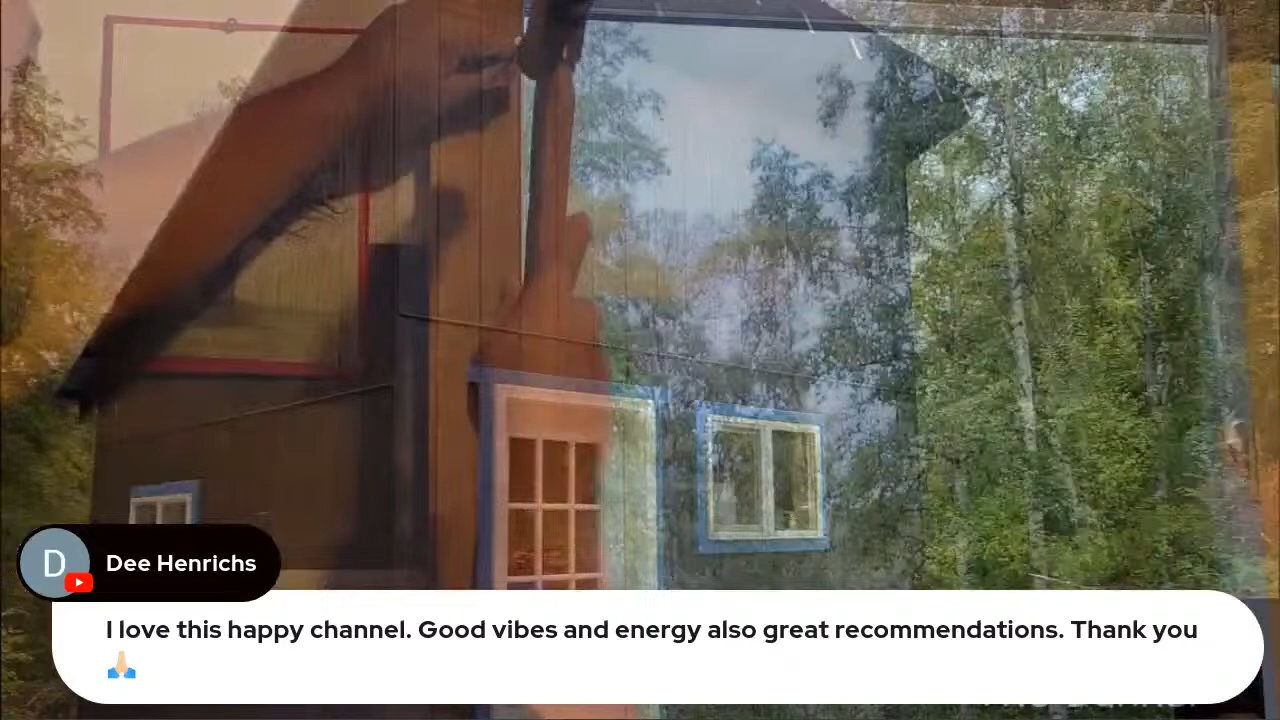 D
Dee Henrichs
I love this happy channel. Good vibes and energy also great recommendations. Thank you
🙏🏼